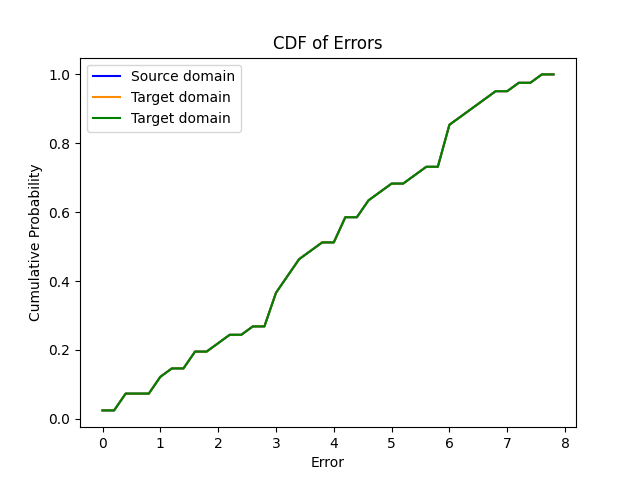 CDF of Errors
Source domain
Target domain
Target domain
Cumulative Probability
1.0
0.8
0.6
0.4
0.2
0.0
0 1 2 3 4 5 6 7 8
Error